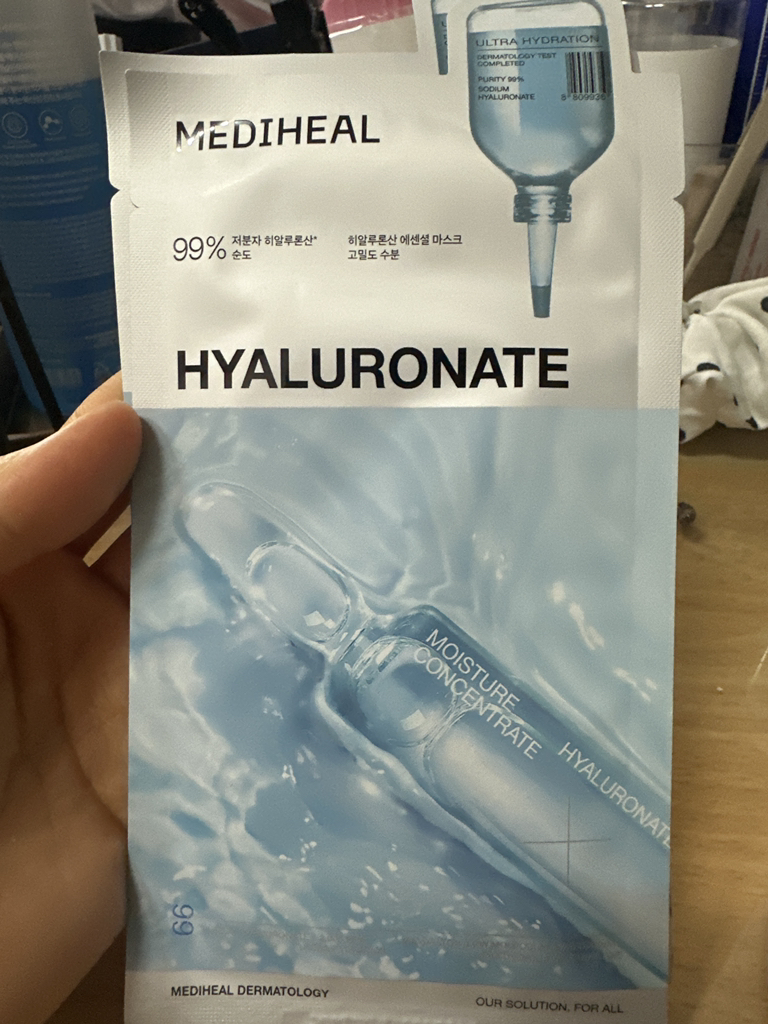 ULTRA HYDRATION
DERMATOLOGY TEST
COMPLETED
PURITY 99%
SODIUM
HYALURONATE
MEDIHEAL
99% 저분자 히알루론산*
순도
히알루론산 에센셜 마스크
고밀도 수분
HYALURONATE
MOISTURE
CONCENTRATE
HYALURONATE
99
MEDIHEAL DERMATOLOGY
OUR SOLUTION, FOR ALL